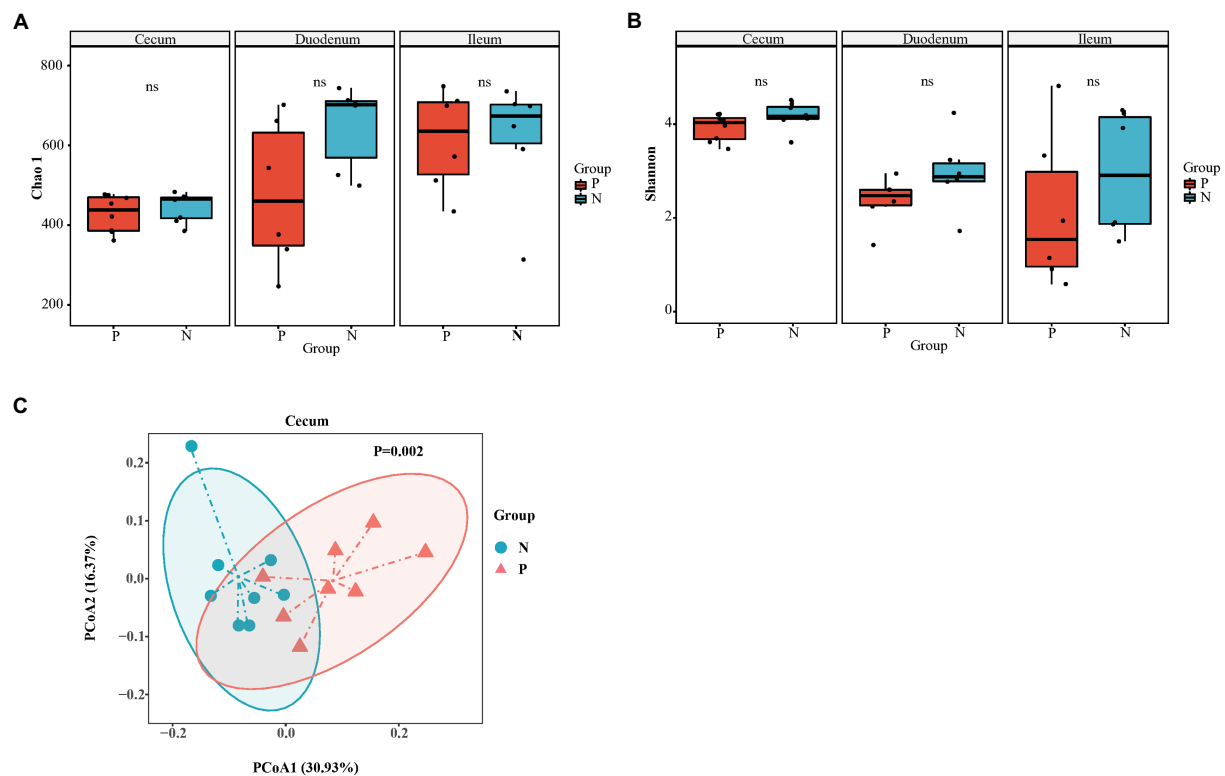 A
Cecum Duodenum Ileum
ns ns ns
800
600
400
200
Chao 1
P N P N P N
Group
Group
P
N
B
Cecum Duodenum Ileum
ns ns ns
4
2
0
Shannon
P N P N P N
Group
Group
P
N
C
Cecum
P=0.002
0.2
0.1
0.0
−0.1
−0.2
PCoA2 (16.37%)
−0.2 0.0 0.2
PCoA1 (30.93%)
Group
N
P